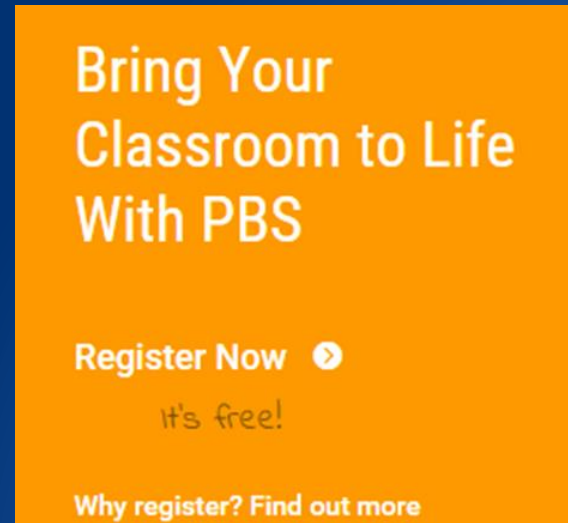 Bring Your
Classroom to Life
With PBS
Register Now
It's free!
Why register? Find out more